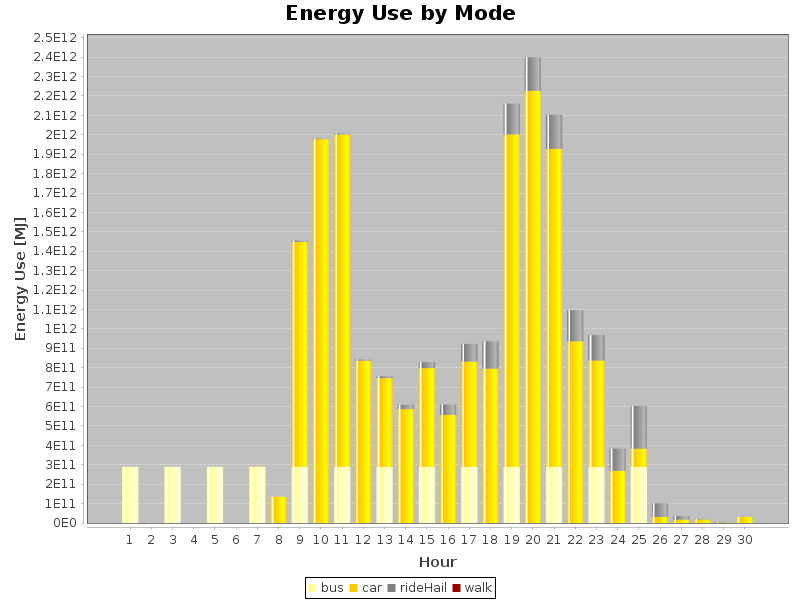 Energy Use by Mode
Energy Use [MJ]
2.5E12
2.4E12
2.3E12
2.2E12
2.1E12
2E12
1.9E12
1.8E12
1.7E12
1.6E12
1.5E12
1.4E12
1.3E12
1.2E12
1.1E12
1E12
9E11
8E11
7E11
6E11
5E11
4E11
3E11
2E11
1E11
0E0
1 2 3 4 5 6 7 8 9 10 11 12 13 14 15 16 17 18 19 20 21 22 23 24 25 26 27 28 29 30
Hour
bus car rideHail walk